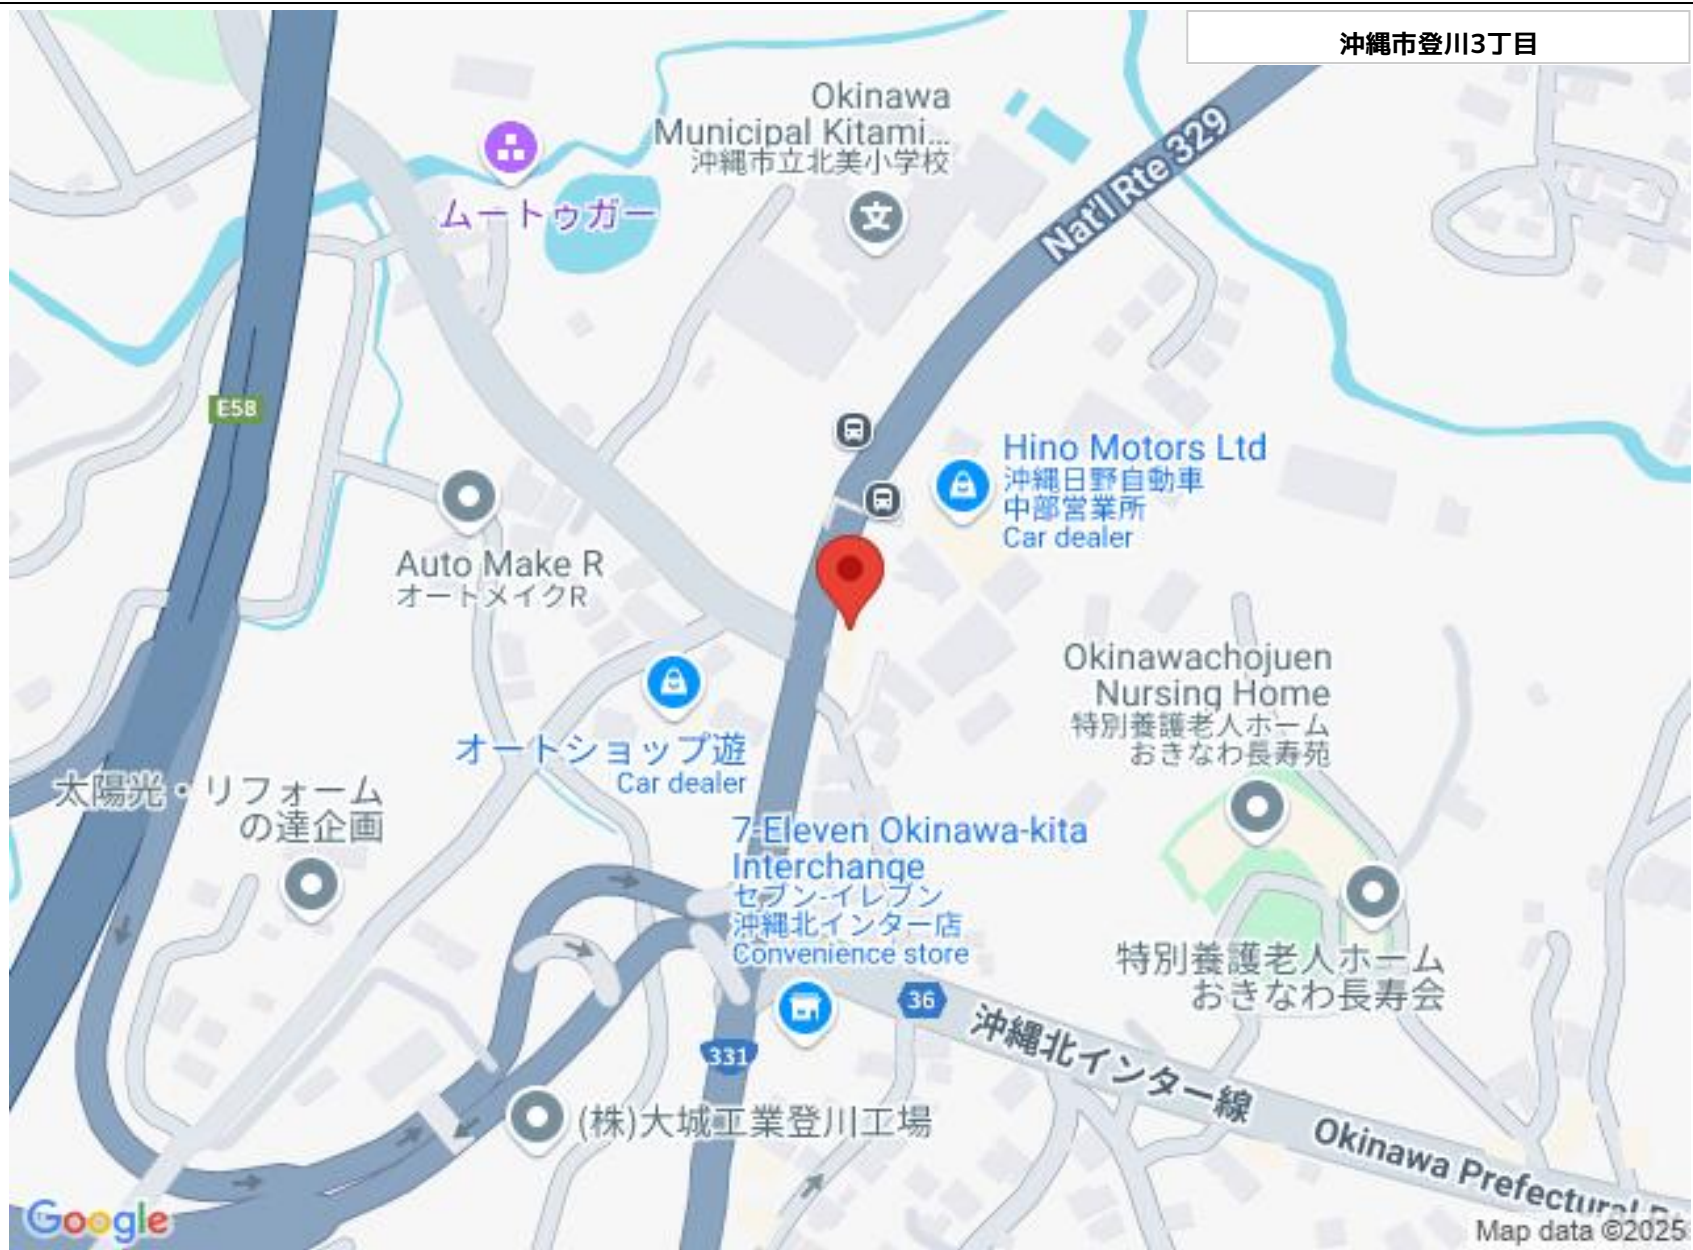 沖縄市登川3丁目
Okinawa
Municipal Kitami...
沖縄市立北美小学校
Nat'l Rte 329
ムートゥガー
E58
Hino Motors Ltd
沖縄日野自動車
中部営業所
Car dealer
Auto Make R
オートメイクR
Okinawachojuen
Nursing Home
特別養護老人ホーム
おきなわ長寿苑
オートショップ遊
Car dealer
太陽光・リフォーム
の達企画
7-Eleven Okinawa-kita
Interchange
セブン-イレブン
沖縄北インター店
Convenience store
特別養護老人ホーム
おきなわ長寿会
36
沖縄北インター線
331
(株)大城工業登川工場
Okinawa Prefectural
Google
Map data ©2025